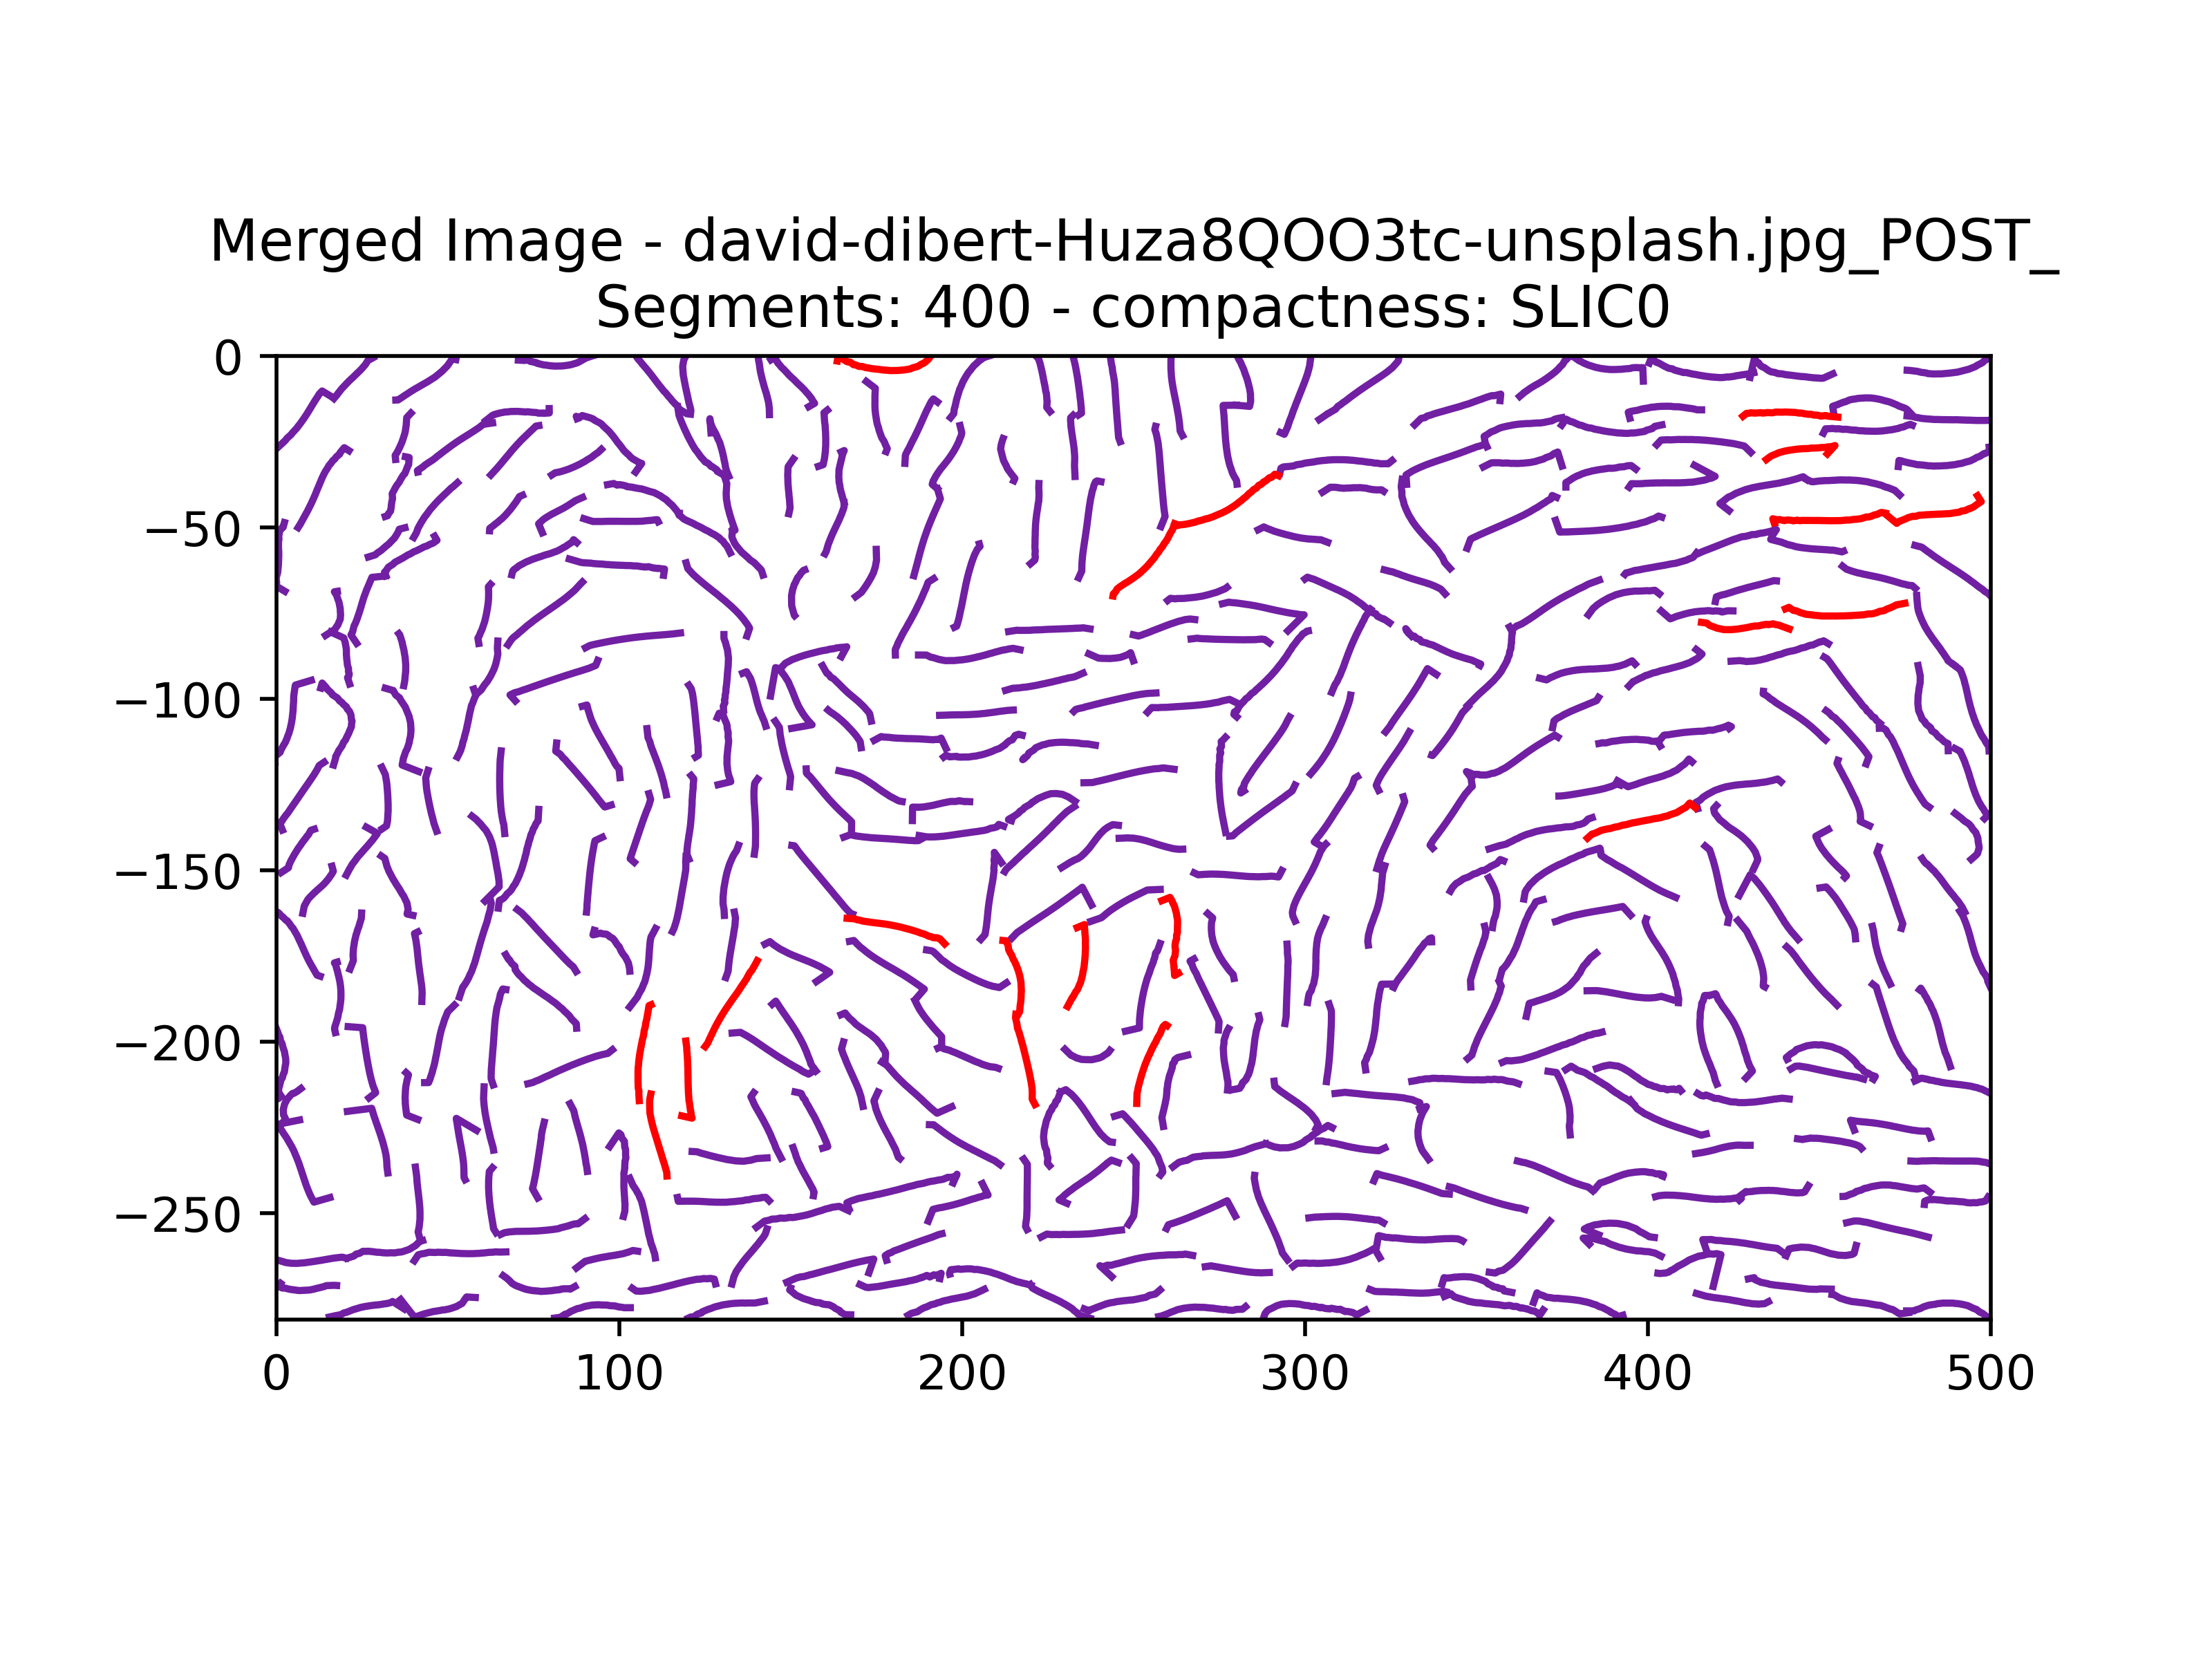 Merged Image - david-dibert-Huza8QOO3tc-unsplash.jpg_POST_
Segments: 400 - compactness: SLIC0
0
−50
−100
−150
−200
−250
0 100 200 300 400 500